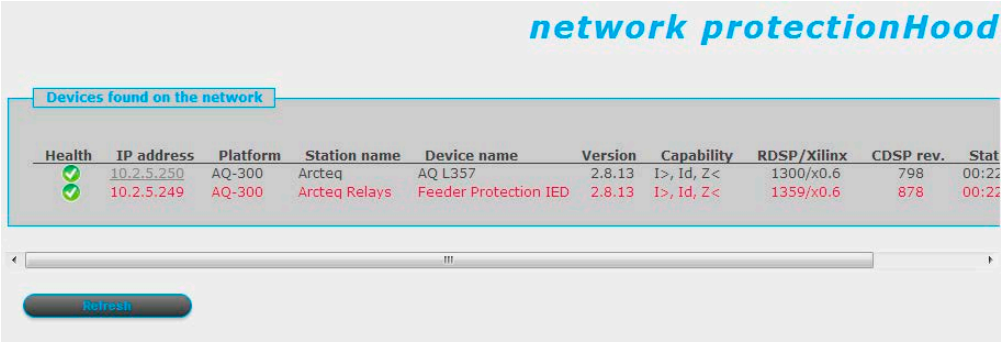 network protectionHood
Devices found on the network
Health IP address Platform Station name Device name Version Capability RDSP/Xilinx CDSP rev. Stat
10.2.5.250 AQ-300 Arcteq AQ L357 2.8.13 I>, Id, Z< 1300/x0.6 798 00:22
10.2.5.249 AQ-300 Arcteq Relays Feeder Protection IED 2.8.13 I>, Id, Z< 1359/x0.6 878 00:22
Refresh